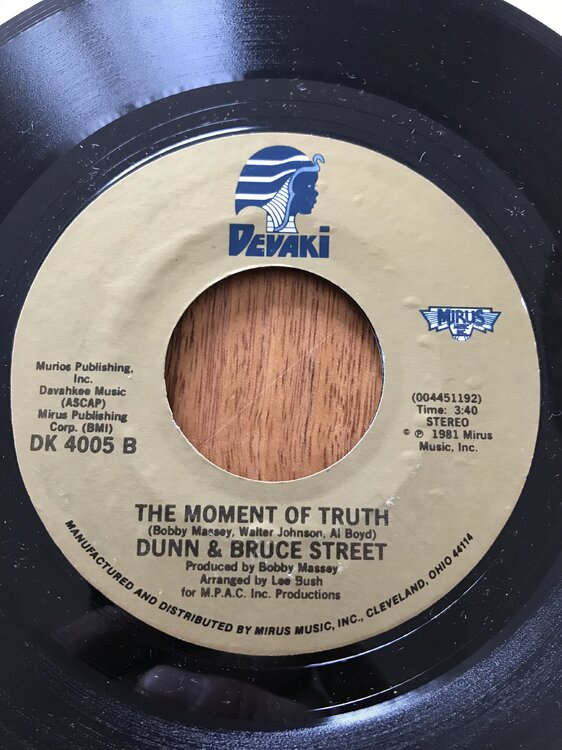 DEVAKI
MIRUS
Murios Publishing,
Inc.
Davahkee Music
(ASCAP)
Mirus Publishing
Corp. (BMI)
DK 4005 B
(004451192)
Time: 3:40
STEREO
© ℗ 1981 Mirus
Music, Inc.
THE MOMENT OF TRUTH
(Bobby Massey, Walter Johnson, Al Boyd)
DUNN & BRUCE STREET
Produced by Bobby Massey
Arranged by Lee Bush
for M.P.A.C. Inc. Productions
MANUFACTURED AND DISTRIBUTED BY MIRUS MUSIC, INC., CLEVELAND, OHIO 44114